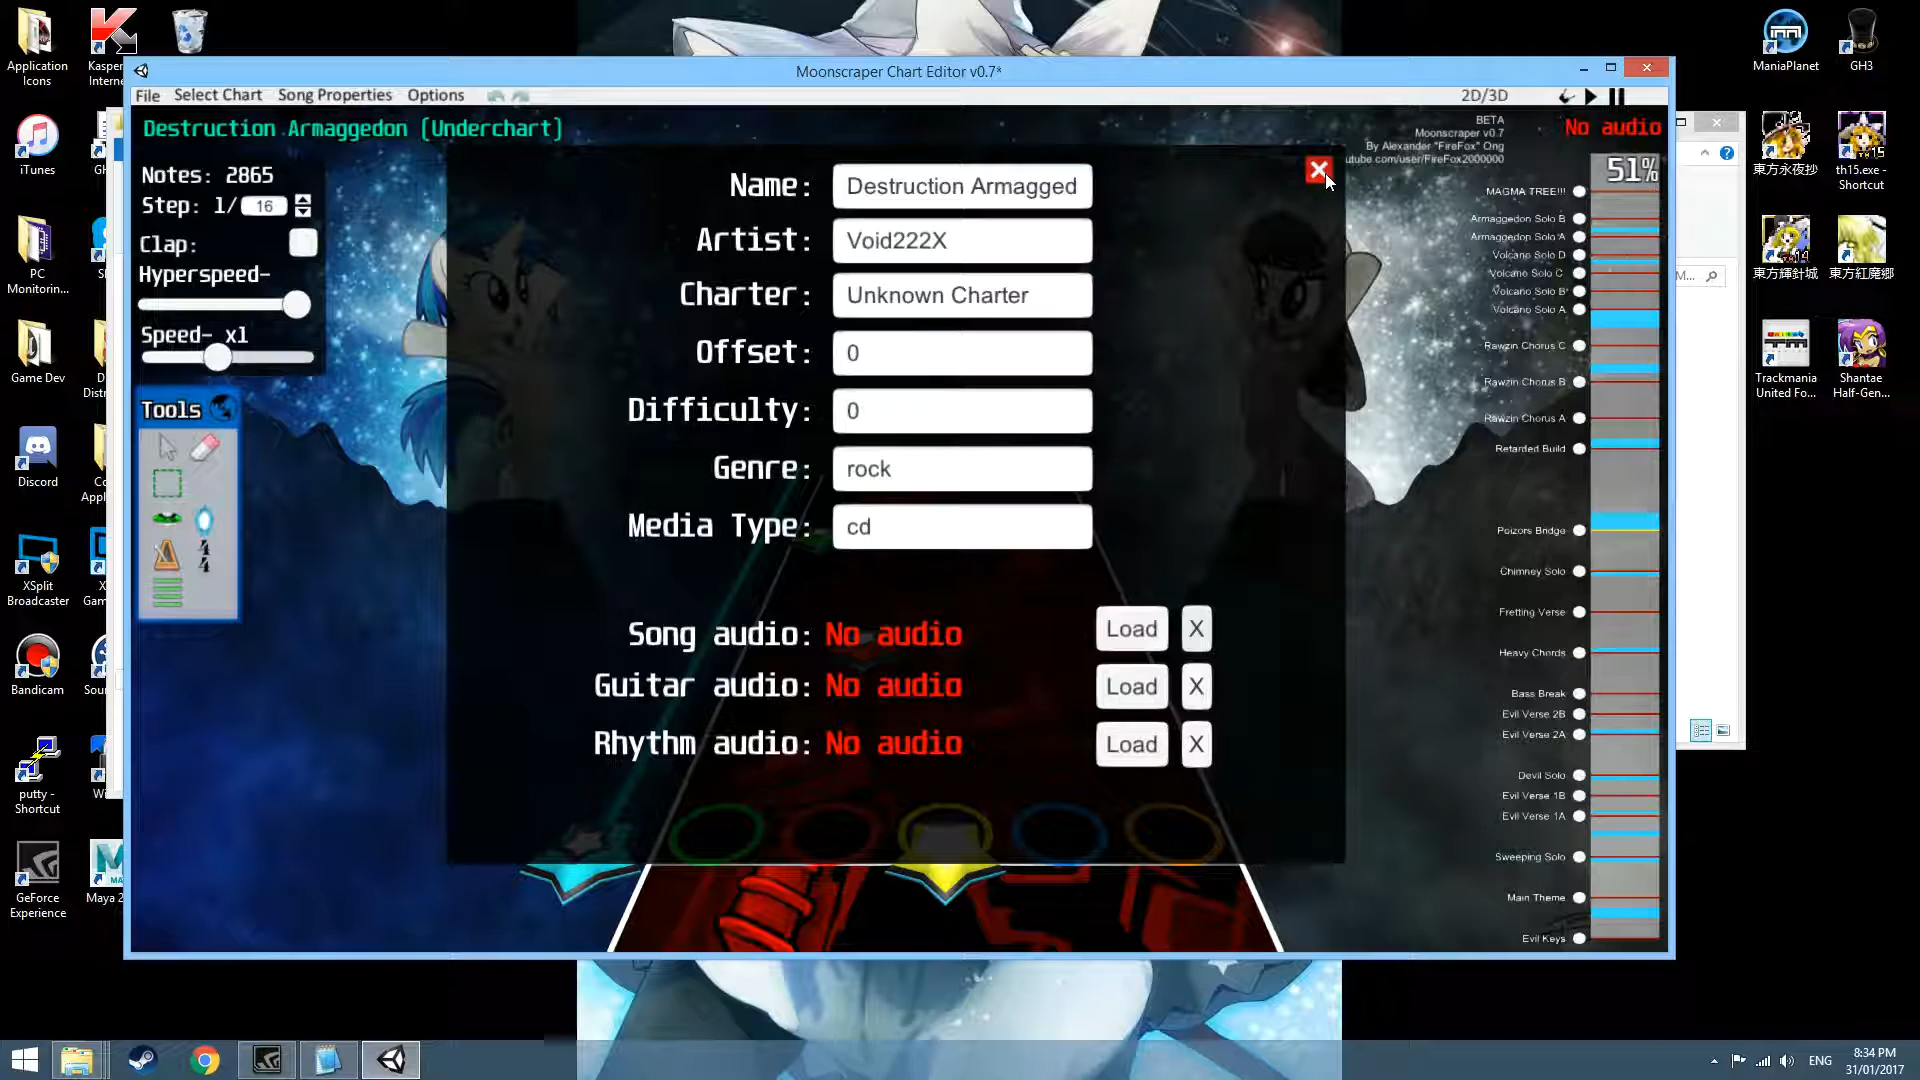 Application
Icons
Kasper
Interne
iTunes
PC
Monitorin...
Game Dev
Discord
XSplit
Broadcaster
Bandicam
putty -
Shortcut
GeForce
Experience
Maya 2
ManiaPlanet
GH3
東方永夜抄
th15.exe -
Shortcut
東方輝針城
東方紅魔郷
Trackmania
United Fo...
Shantae
Half-Gen...
Moonscraper Chart Editor v0.7*
File
Select Chart
Song Properties
Options
2D/3D
Destruction Armaggedon (Underchart)
BETA
Moonscraper v0.7
By Alexander "FireFox" Ong
utube.com/user/FireFox2000000
No audio
51%
Notes: 2865
Step: 1/ 16
Clap:
Hyperspeed-
Speed- x1
Tools
Name: Destruction Armagged
Artist: Void222X
Charter: Unknown Charter
Offset: 0
Difficulty: 0
Genre: rock
Media Type: cd
Song audio: No audio Load X
Guitar audio: No audio Load X
Rhythm audio: No audio Load X
MAGMA TREE!!!
Armaggedon Solo B
Armaggedon Solo A
Volcano Solo D
Volcano Solo C
Volcano Solo B
Volcano Solo A
Rawzin Chorus C
Rawzin Chorus B
Rawzin Chorus A
Retarded Build
Poizors Bridge
Chimney Solo
Fretting Verse
Heavy Chords
Bass Break
Evil Verse 2B
Evil Verse 2A
Devil Solo
Evil Verse 1B
Evil Verse 1A
Sweeping Solo
Main Theme
Evil Keys
M...
ENG
8:34 PM
31/01/2017